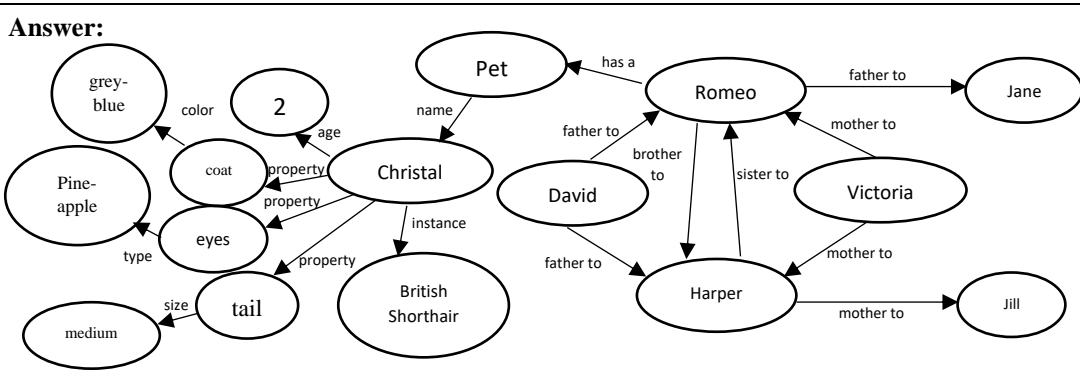 Answer:
grey-
blue
color
2
age
Pet
has a
name
Romeo
father to
Jane
Pine-
apple
coat
property
Christal
father to
brother
to
sister to
mother to
type
eyes
property
David
Victoria
instance
property
father to
mother to
size
tail
British
Shorthair
Harper
mother to
Jill
medium